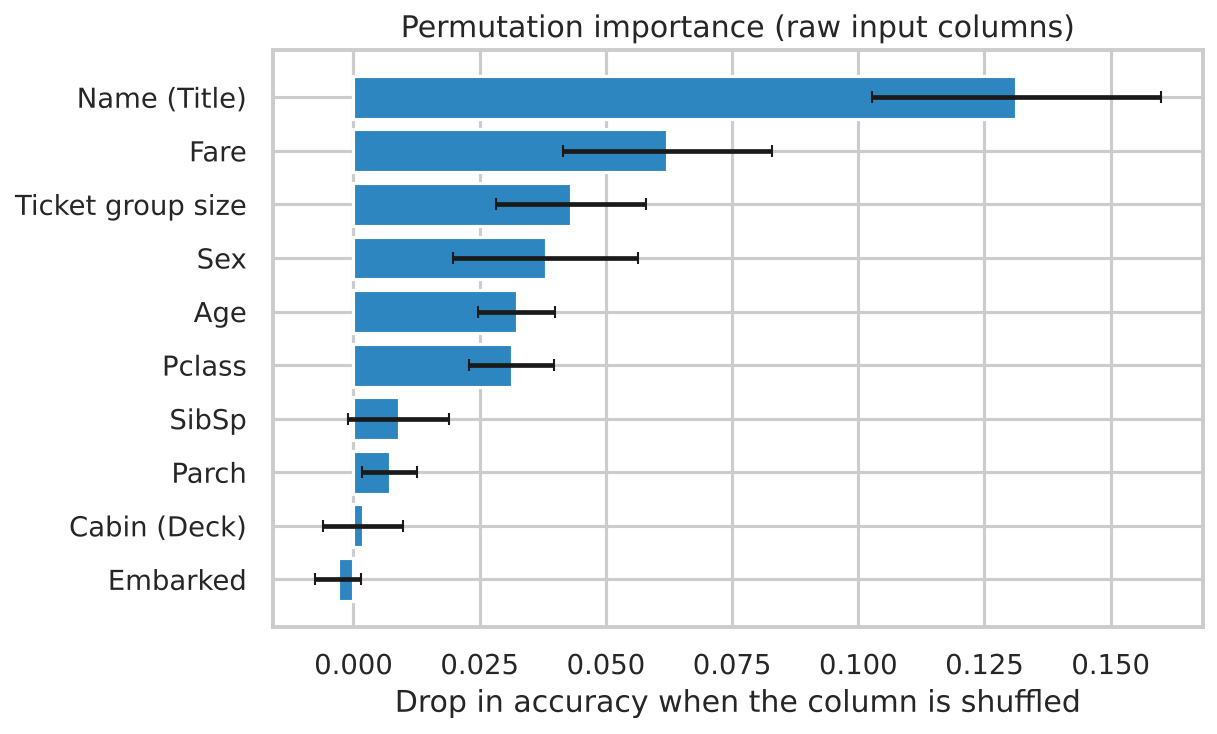 Permutation importance (raw input columns)
Name (Title)
Fare
Ticket group size
Sex
Age
Pclass
SibSp
Parch
Cabin (Deck)
Embarked
0.000 0.025 0.050 0.075 0.100 0.125 0.150
Drop in accuracy when the column is shuffled